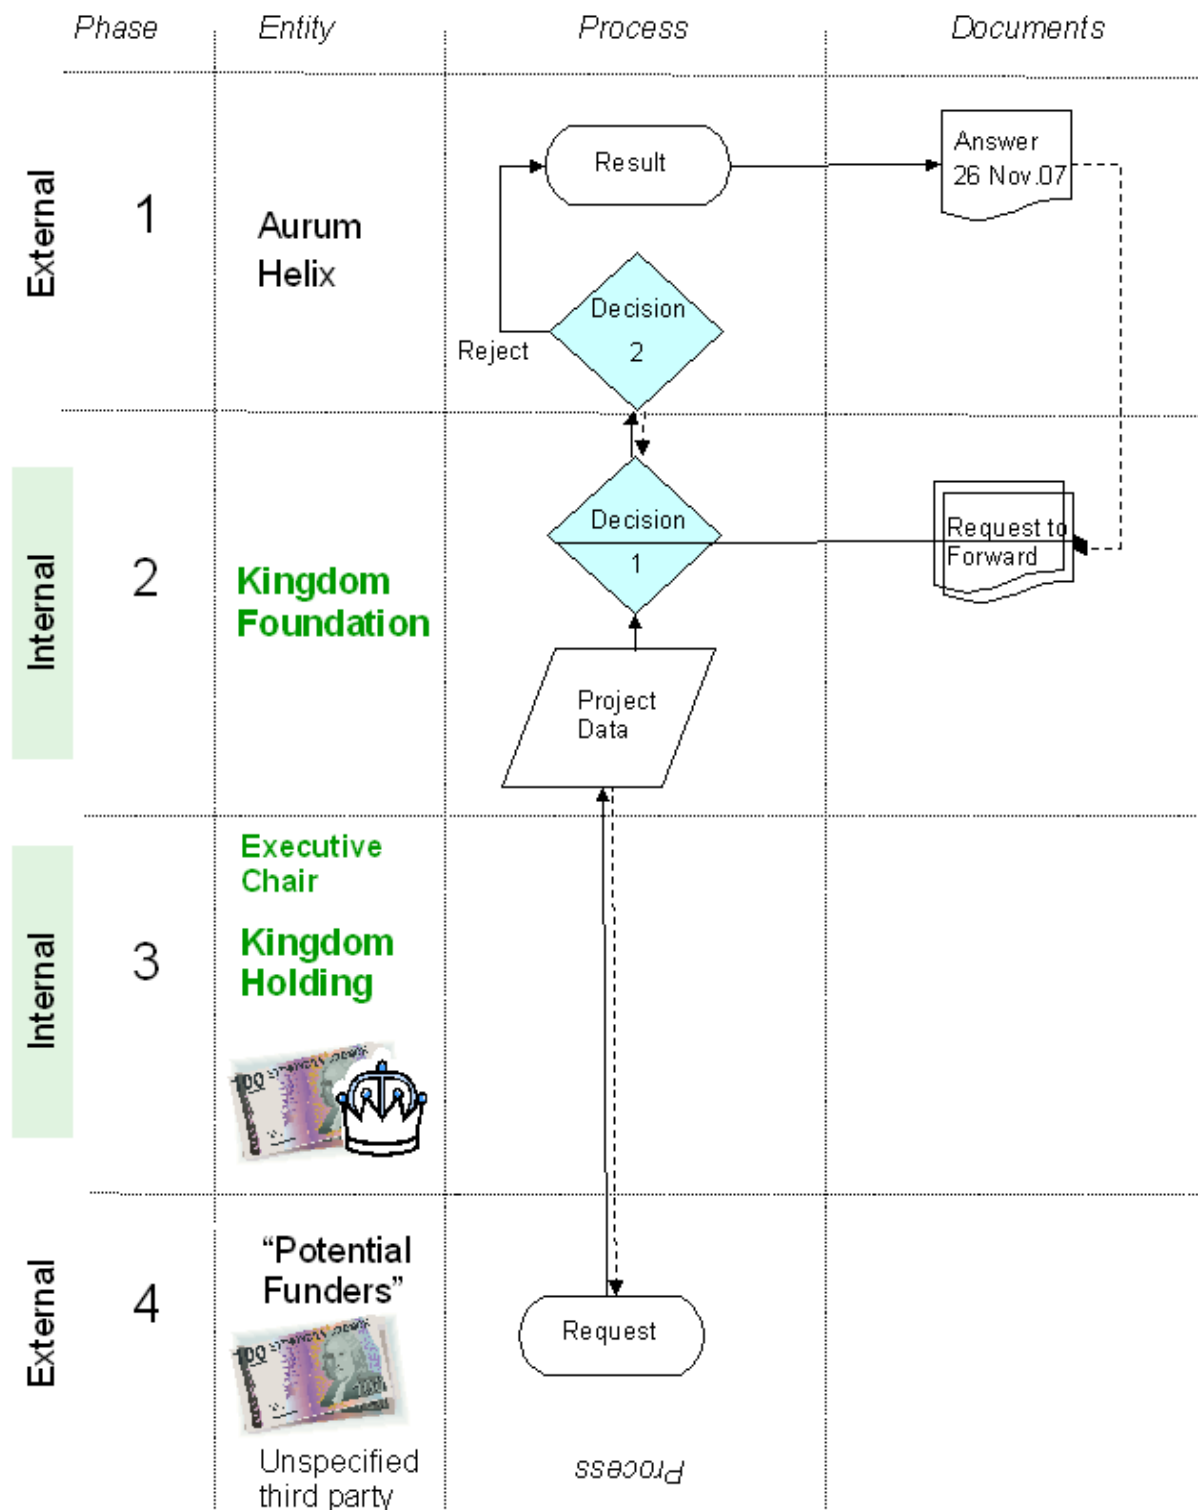 Phase Entity Process Documents
External
1
Aurum
Helix
Result
Answer
26 Nov.07
Decision
2
Reject
Internal
2
Kingdom
Foundation
Decision
1
Request to
Forward
Project
Data
Internal
3
Executive
Chair
Kingdom
Holding
100
External
4
“Potential
Funders”
100
Request
Unspecified
third party
Process